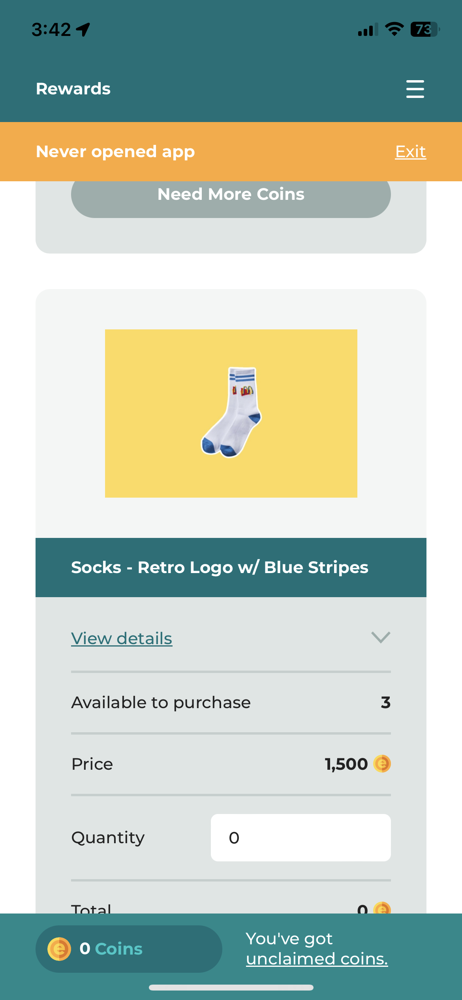 3:42
73
Rewards
Never opened app
Exit
Need More Coins
Socks - Retro Logo w/ Blue Stripes
View details
Available to purchase
3
Price
1,500
Quantity
0
Total
0
0 Coins
You've got
unclaimed coins.